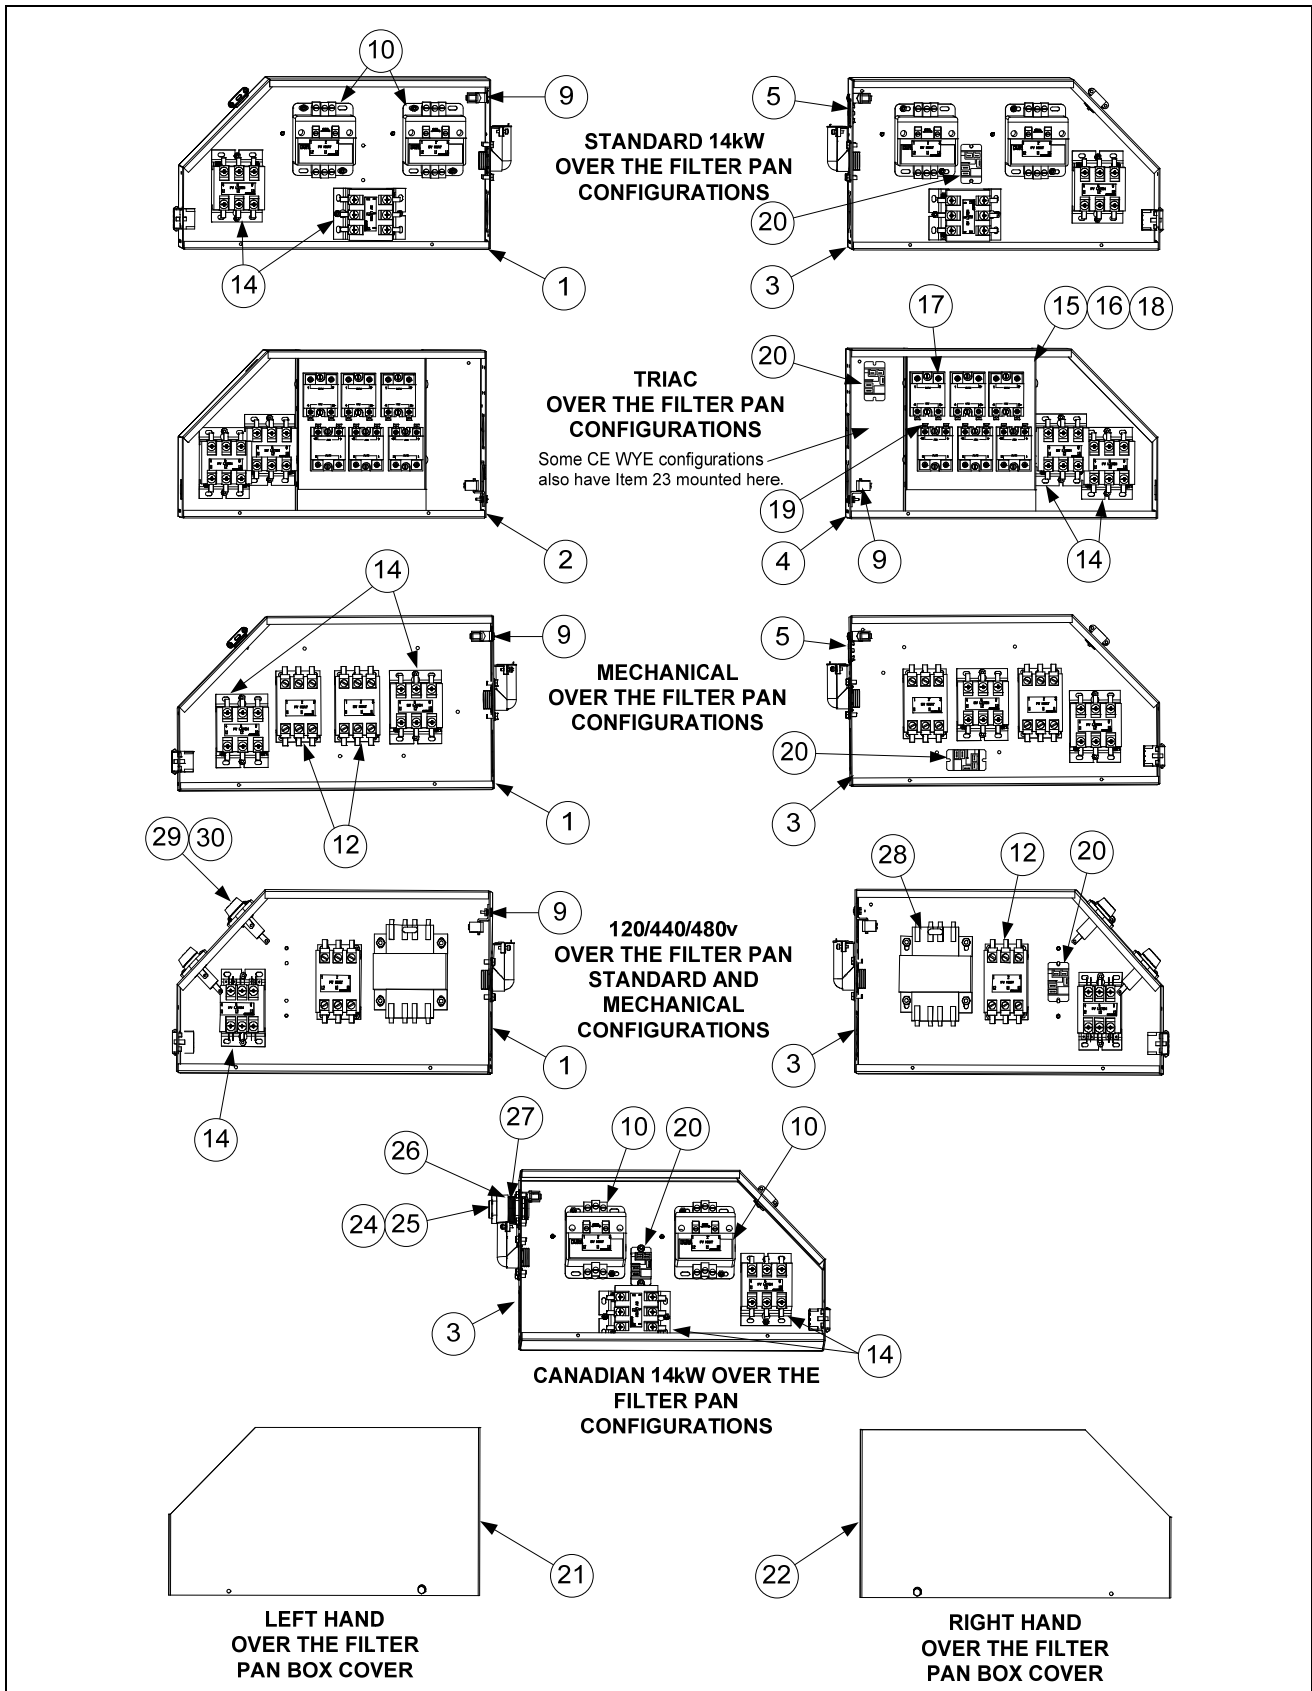 10
9
5
STANDARD 14kW
OVER THE FILTER PAN
CONFIGURATIONS
20
14
1
3
17
15 16 18
20
TRIAC
OVER THE FILTER PAN
CONFIGURATIONS
Some CE WYE configurations
also have Item 23 mounted here.
19
2
4
9
14
14
9
5
MECHANICAL
OVER THE FILTER PAN
CONFIGURATIONS
20
12
1
3
29 30
28
12
20
9
120/440/480v
OVER THE FILTER PAN
STANDARD AND
MECHANICAL
CONFIGURATIONS
14
1
3
27
10
20
10
26
24 25
3
14
CANADIAN 14kW OVER THE
FILTER PAN
CONFIGURATIONS
21
22
LEFT HAND
OVER THE FILTER
PAN BOX COVER
RIGHT HAND
OVER THE FILTER
PAN BOX COVER